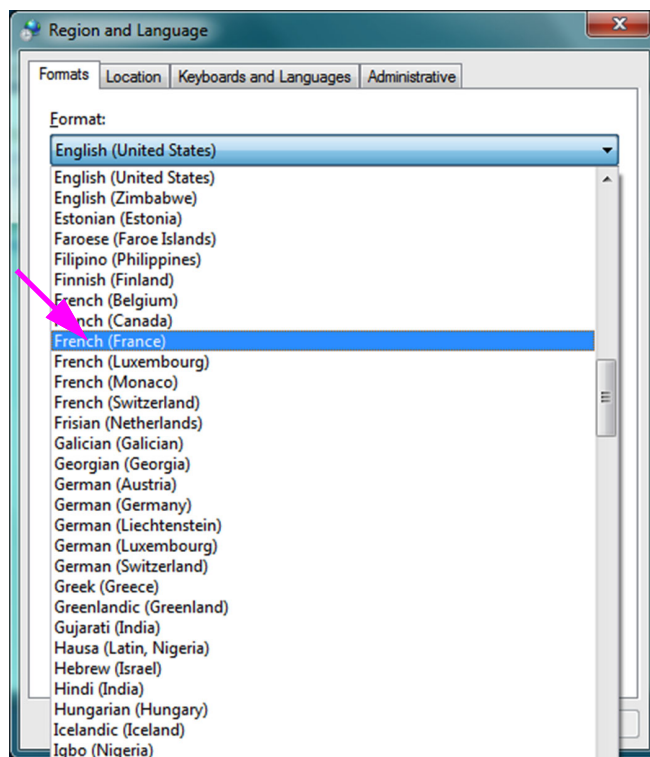 Region and Language
Formats Location Keyboards and Languages Administrative
Format:
English (United States)
English (United States)
English (Zimbabwe)
Estonian (Estonia)
Faroese (Faroe Islands)
Filipino (Philippines)
Finnish (Finland)
French (Belgium)
French (Canada)
French (France)
French (Luxembourg)
French (Monaco)
French (Switzerland)
Frisian (Netherlands)
Galician (Galician)
Georgian (Georgia)
German (Austria)
German (Germany)
German (Liechtenstein)
German (Luxembourg)
German (Switzerland)
Greek (Greece)
Greenlandic (Greenland)
Gujarati (India)
Hausa (Latin, Nigeria)
Hebrew (Israel)
Hindi (India)
Hungarian (Hungary)
Icelandic (Iceland)
Igbo (Nigeria)